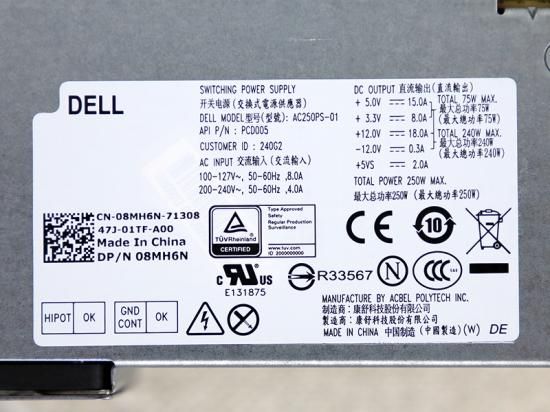 DELL
SWITCHING POWER SUPPLY
开关电源 (交換式電源供應器)
DELL MODEL/型号(型號): AC250PS-01
API P/N: PCD005
CUSTOMER ID : 240G2
AC INPUT 交流输入 (交流輸入)
100-127V~, 50-60Hz ,8.0A
200-240V~, 50-60Hz ,4.0A
DC OUTPUT 直流输出(直流輸出)
+ 5.0V 15.0A
+ 3.3V 8.0A
TOTAL 75W MAX.
最大总功率75W
(最大總功率75W)
+12.0V 18.0A
-12.0V 0.3A
TOTAL 240W MAX.
最大总功率240W
(最大總功率240W)
+5VS 2.0A
TOTAL POWER 250W MAX.
最大总功率250W (最大總功率250W)
CN-08MH6N-71308
47J-01TF-A00
Made In China
DP/N 08MH6N
TÜVRheinland
CERTIFIED
Type Approved
Safety
Regular Production
Surveillance
www.tuv.com
ID 2000000000
CE
10
c UL us
E131875
R33567
N
CCC
HIPOT OK
GND CONT OK
MANUFACTURE BY ACBEL POLYTECH INC.
制造商：康舒科技股份有限公司
製造商：康舒科技股份有限公司
MADE IN CHINA 中国制造 (中國製造)(W) DE